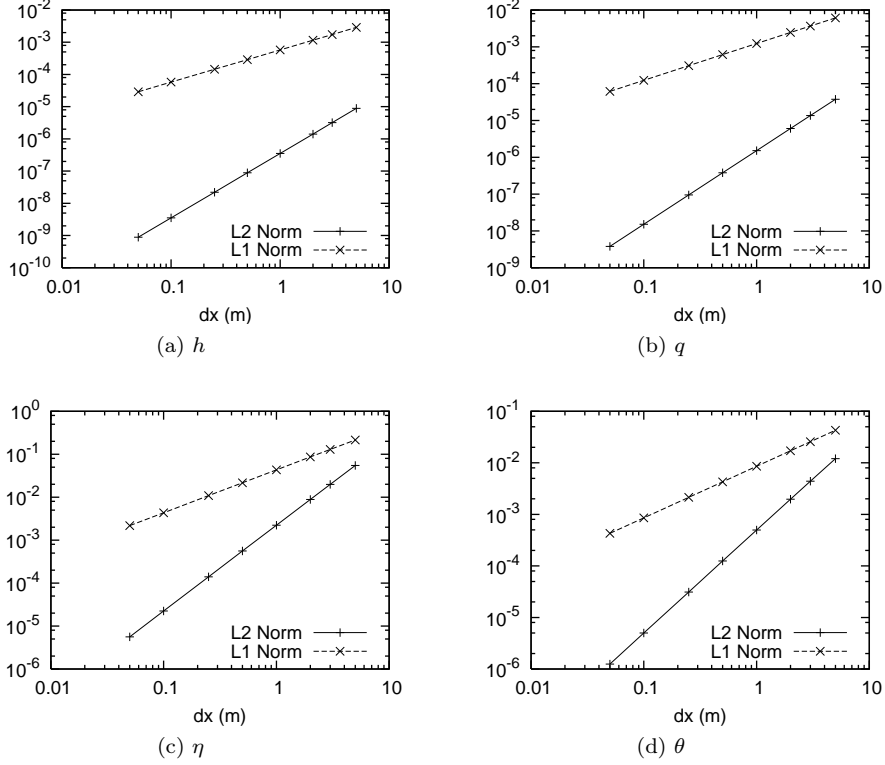 10^-2
10^-3
10^-4
10^-5
10^-6
10^-7
10^-8
10^-9
10^-10
0.01 0.1 1 10
dx (m)
L2 Norm
L1 Norm
(a) h
10^-2
10^-3
10^-4
10^-5
10^-6
10^-7
10^-8
10^-9
0.01 0.1 1 10
dx (m)
L2 Norm
L1 Norm
(b) q
10^0
10^-1
10^-2
10^-3
10^-4
10^-5
10^-6
0.01 0.1 1 10
dx (m)
L2 Norm
L1 Norm
(c) η
10^-1
10^-2
10^-3
10^-4
10^-5
10^-6
0.01 0.1 1 10
dx (m)
L2 Norm
L1 Norm
(d) θ